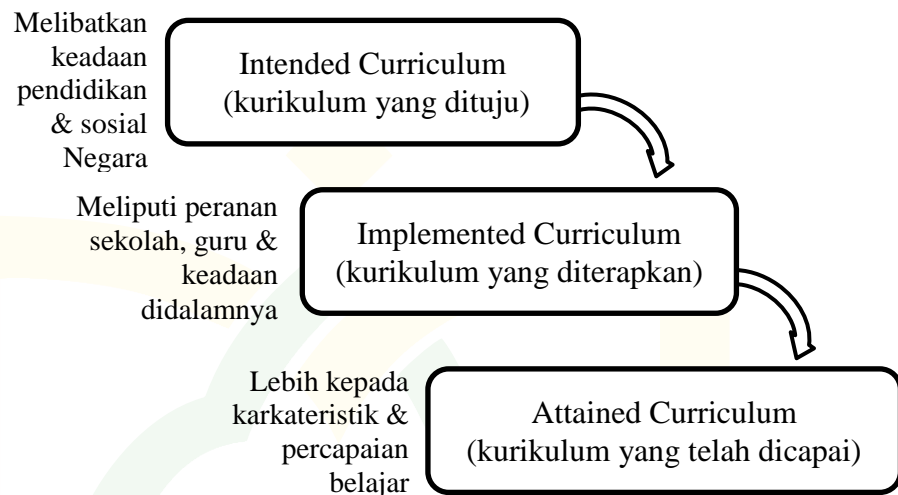 Melibatkan
keadaan
pendidikan
& sosial
Negara
Intended Curriculum
(kurikulum yang dituju)
Meliputi peranan
sekolah, guru &
keadaan
didalamnya
Implemented Curriculum
(kurikulum yang diterapkan)
Lebih kepada
karkateristik &
percapaian
belajar
Attained Curriculum
(kurikulum yang telah dicapai)